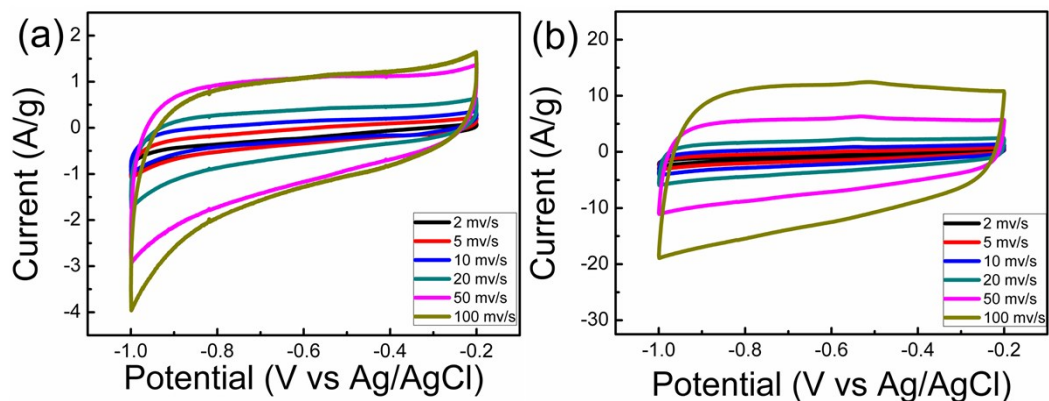 (a)
Current (A/g)
2
1
0
-1
-2
-3
-4
2 mv/s
5 mv/s
10 mv/s
20 mv/s
50 mv/s
100 mv/s
-1.0 -0.8 -0.6 -0.4 -0.2
Potential (V vs Ag/AgCl)
(b)
Current (A/g)
20
10
0
-10
-20
-30
2 mv/s
5 mv/s
10 mv/s
20 mv/s
50 mv/s
100 mv/s
-1.0 -0.8 -0.6 -0.4 -0.2
Potential (V vs Ag/AgCl)